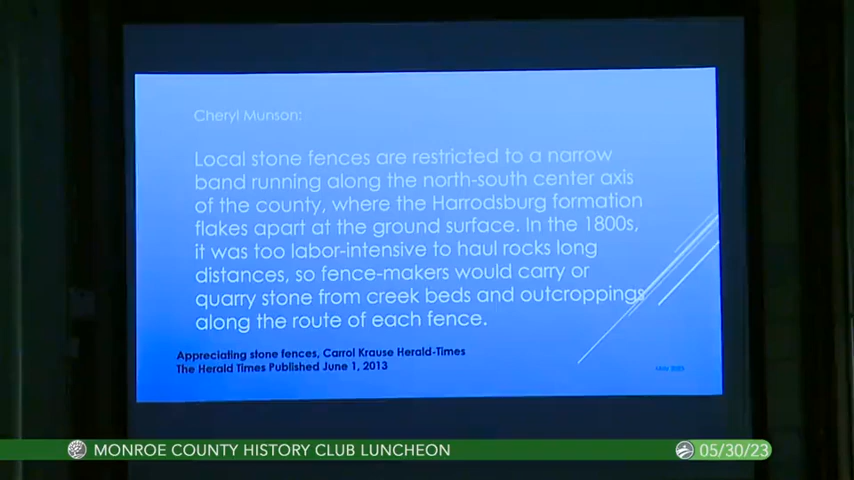 Cheryl Munson:
Local stone fences are restricted to a narrow
band running along the north-south center axis
of the county, where the Harrodsburg formation
flakes apart at the ground surface. In the 1800s,
it was too labor-intensive to haul rocks long
distances, so fence-makers would carry or
quarry stone from creek beds and outcroppings
along the route of each fence.
Appreciating stone fences, Carrol Krause Herald-Times
The Herald Times Published June 1, 2013
MONROE COUNTY HISTORY CLUB LUNCHEON
05/30/23